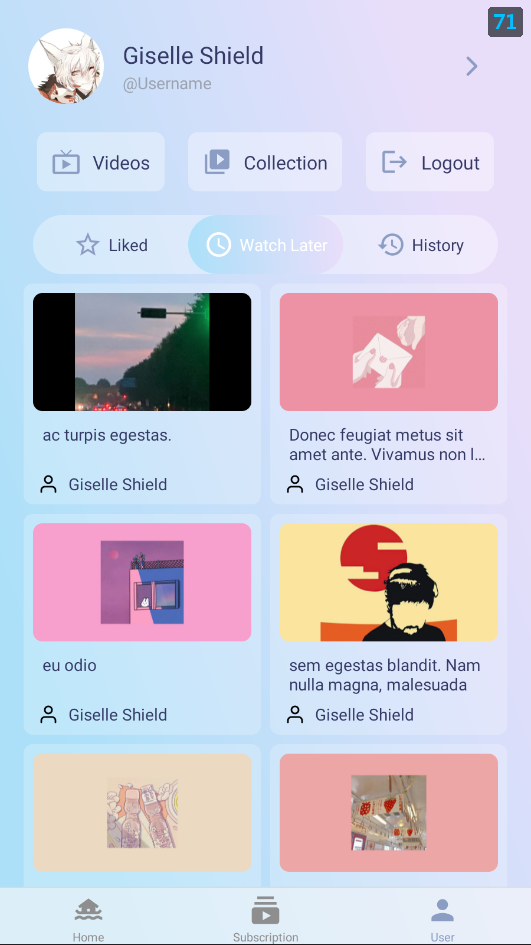 71
Giselle Shield
@Username
Videos
Collection
Logout
Liked
Watch Later
History
ac turpis egestas.
Donec feugiat metus sit
amet ante. Vivamus non l...
Giselle Shield
Giselle Shield
eu odio
sem egestas blandit. Nam
nulla magna, malesuada
Giselle Shield
Giselle Shield
Home
Subscription
User